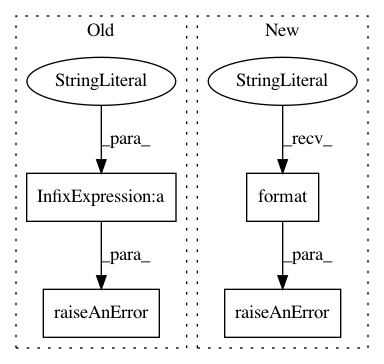 Old
New
StringLiteral
StringLiteral
_para_
_recv_
InfixExpression:a
format
_para_
_para_
raiseAnError
raiseAnError